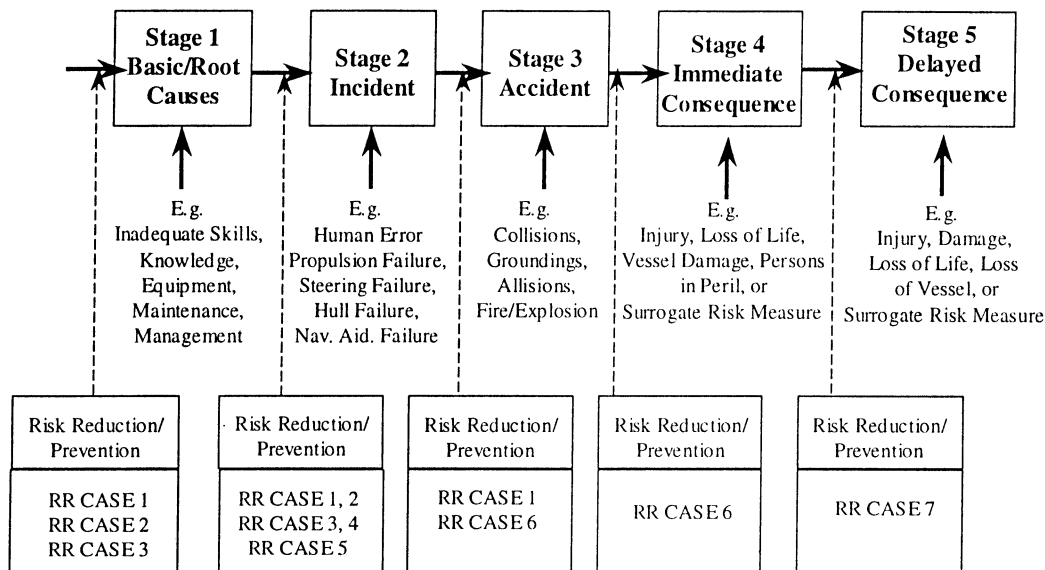 Stage 1
Basic/Root
Causes
Stage 2
Incident
Stage 3
Accident
Stage 4
Immediate
Consequence
Stage 5
Delayed
Consequence
E.g.
Inadequate Skills,
Knowledge,
Equipment,
Maintenance,
Management
E.g.
Human Error
Propulsion Failure,
Steering Failure,
Hull Failure,
Nav. Aid. Failure
E.g.
Collisions,
Groundings,
Allisions,
Fire/Explosion
E.g.
Injury, Loss of Life,
Vessel Damage, Persons
in Peril, or
Surrogate Risk Measure
E.g.
Injury, Damage,
Loss of Life, Loss
of Vessel, or
Surrogate Risk Measure
Risk Reduction/
Prevention
RR CASE 1
RR CASE 2
RR CASE 3
Risk Reduction/
Prevention
RR CASE 1, 2
RR CASE 3, 4
RR CASE 5
Risk Reduction/
Prevention
RR CASE 1
RR CASE 6
Risk Reduction/
Prevention
RR CASE 6
Risk Reduction/
Prevention
RR CASE 7